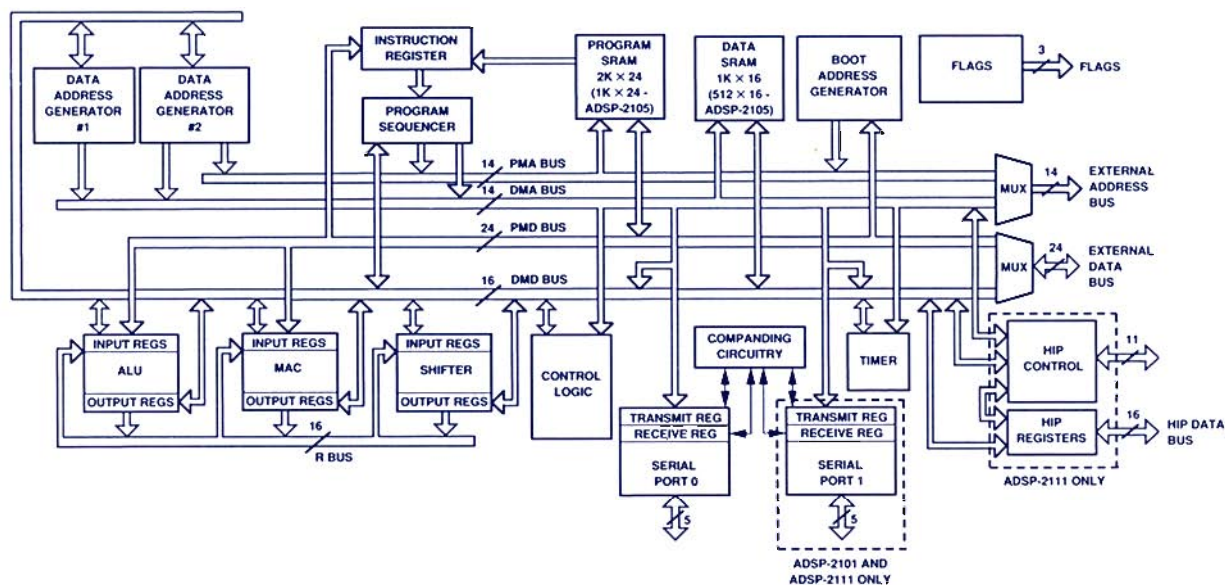 DATA
ADDRESS
GENERATOR
#1
DATA
ADDRESS
GENERATOR
#2
INSTRUCTION
REGISTER
PROGRAM
SEQUENCER
PROGRAM
SRAM
2K × 24
(1K × 24 -
ADSP-2105)
DATA
SRAM
1K × 16
(512 × 16 -
ADSP-2105)
BOOT
ADDRESS
GENERATOR
FLAGS
3
FLAGS
14 PMA BUS
14 DMA BUS
24 PMD BUS
16 DMD BUS
MUX
14
EXTERNAL
ADDRESS
BUS
MUX
24
EXTERNAL
DATA
BUS
INPUT REGS
ALU
OUTPUT REGS
INPUT REGS
MAC
OUTPUT REGS
INPUT REGS
SHIFTER
OUTPUT REGS
16
R BUS
CONTROL
LOGIC
COMPANDING
CIRCUITRY
TIMER
TRANSMIT REG
RECEIVE REG
SERIAL
PORT 0
5
TRANSMIT REG
RECEIVE REG
SERIAL
PORT 1
5
ADSP-2101 AND
ADSP-2111 ONLY
HIP
CONTROL
11
HIP
REGISTERS
16
HIP DATA
BUS
ADSP-2111 ONLY